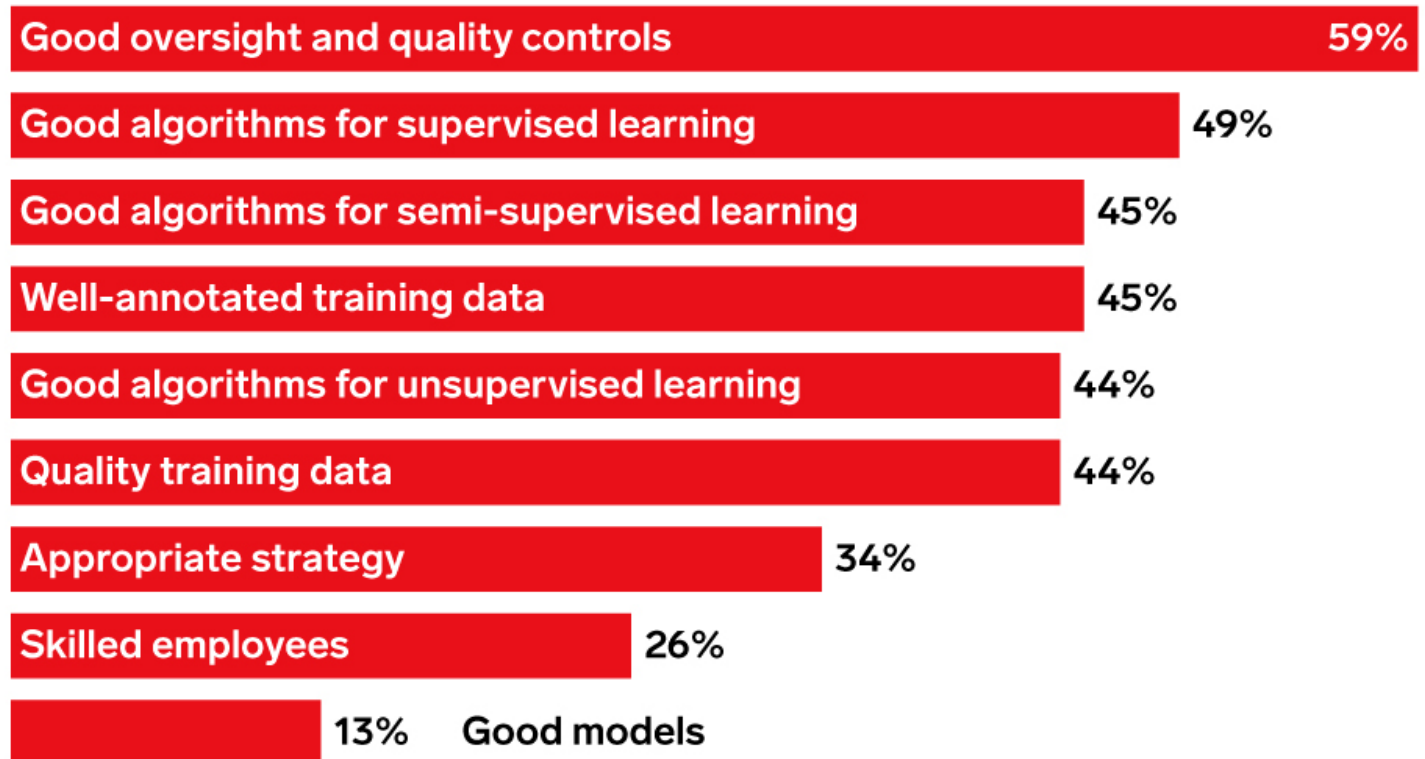 Good oversight and quality controls 59%
Good algorithms for supervised learning 49%
Good algorithms for semi-supervised learning 45%
Well-annotated training data 45%
Good algorithms for unsupervised learning 44%
Quality training data 44%
Appropriate strategy 34%
Skilled employees 26%
13% Good models